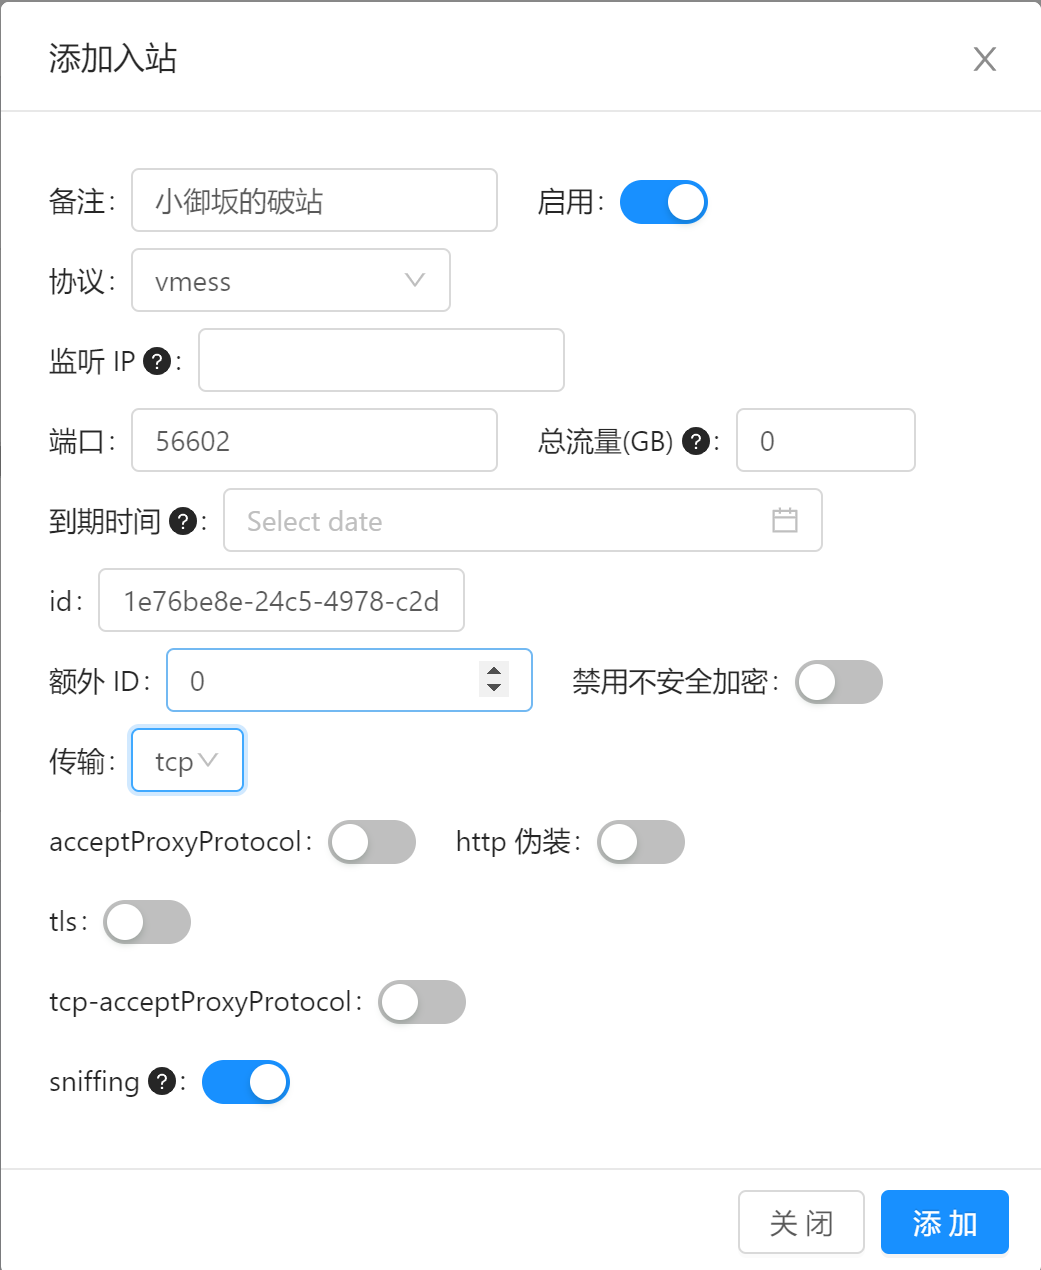 添加入站
备注: 小御坂的破站 启用:
协议: vmess
监听 IP ?:
端口: 56602 总流量(GB) ?: 0
到期时间 ?: Select date
id: 1e76be8e-24c5-4978-c2d
额外 ID: 0 禁用不安全加密:
传输: tcp
acceptProxyProtocol: http 伪装:
tls:
tcp-acceptProxyProtocol:
sniffing ?:
关 闭 添 加